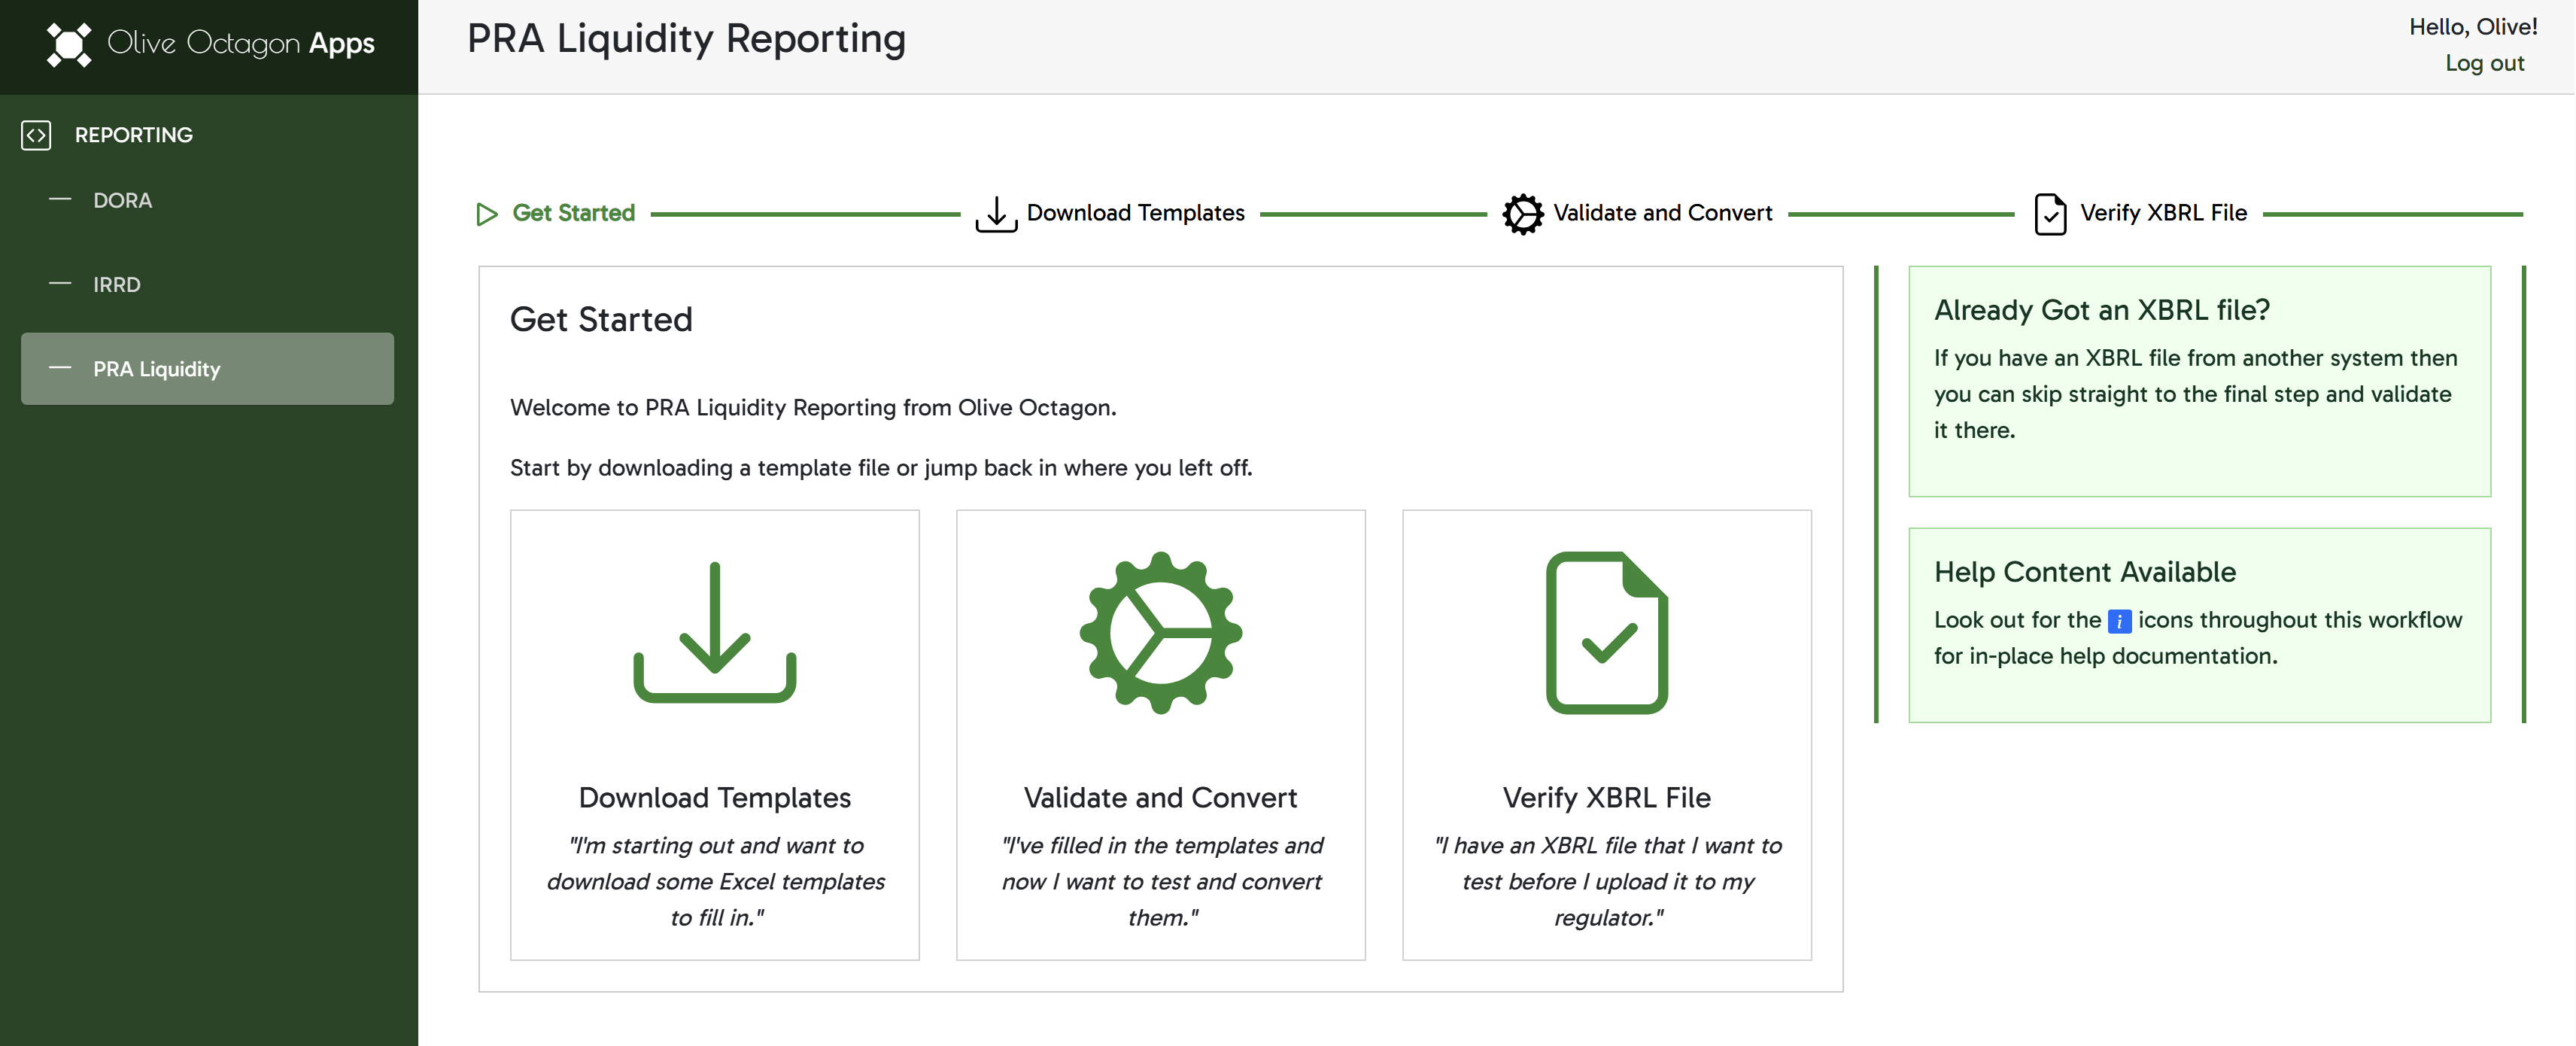 Olive Octagon Apps
PRA Liquidity Reporting
Hello, Olive!
Log out
REPORTING
DORA
IRRD
PRA Liquidity
Get Started
Download Templates
Validate and Convert
Verify XBRL File
Get Started
Welcome to PRA Liquidity Reporting from Olive Octagon.
Start by downloading a template file or jump back in where you left off.
Download Templates
"I'm starting out and want to
download some Excel templates
to fill in."
Validate and Convert
"I've filled in the templates and
now I want to test and convert
them."
Verify XBRL File
"I have an XBRL file that I want to
test before I upload it to my
regulator."
Already Got an XBRL file?
If you have an XBRL file from another system then
you can skip straight to the final step and validate
it there.
Help Content Available
Look out for the i icons throughout this workflow
for in-place help documentation.